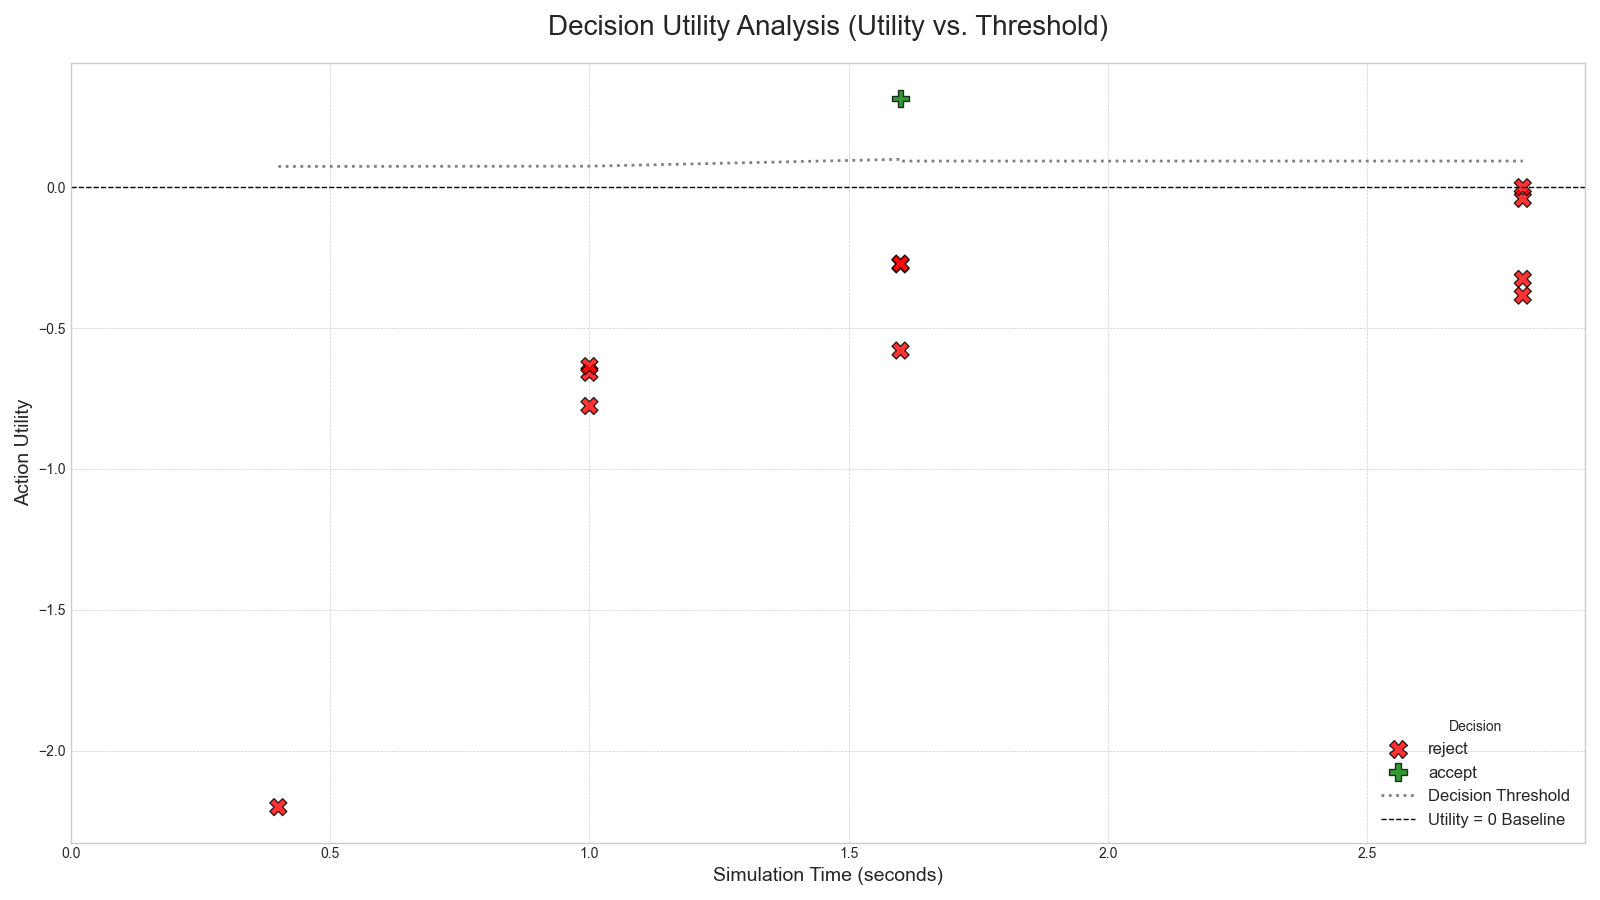 Decision Utility Analysis (Utility vs. Threshold)
Action Utility
0.0
−0.5
−1.0
−1.5
−2.0
Decision
reject
accept
Decision Threshold
Utility = 0 Baseline
0.0
0.5
1.0
1.5
2.0
2.5
Simulation Time (seconds)